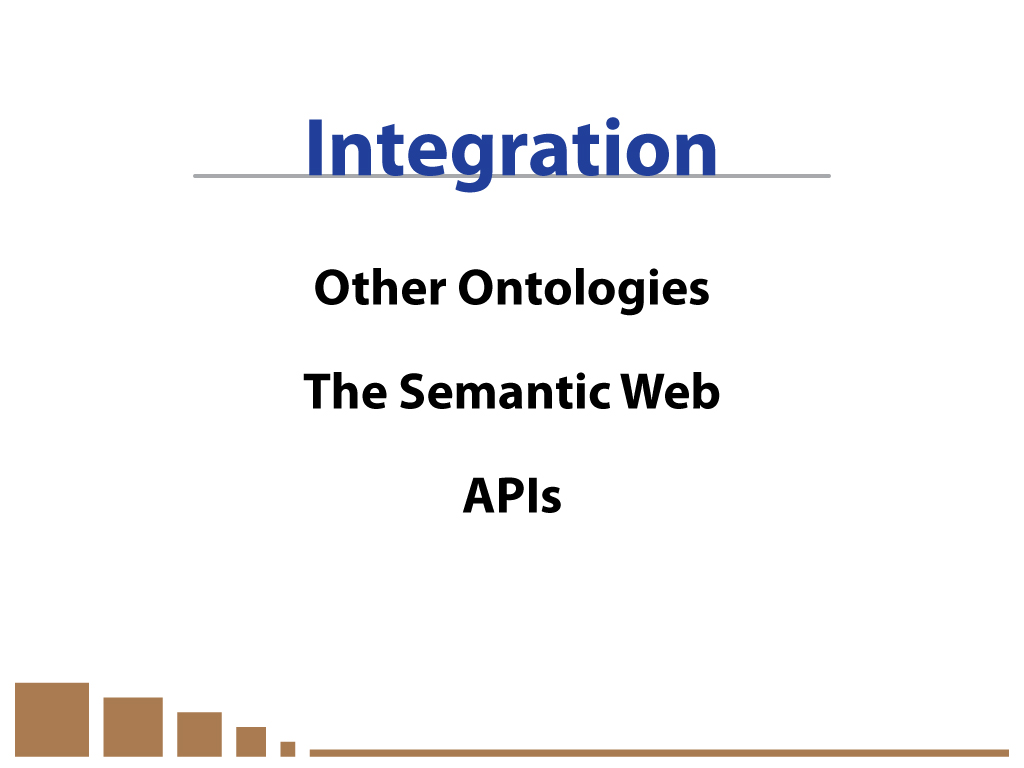 Integration
Other Ontologies
The Semantic Web
APIs